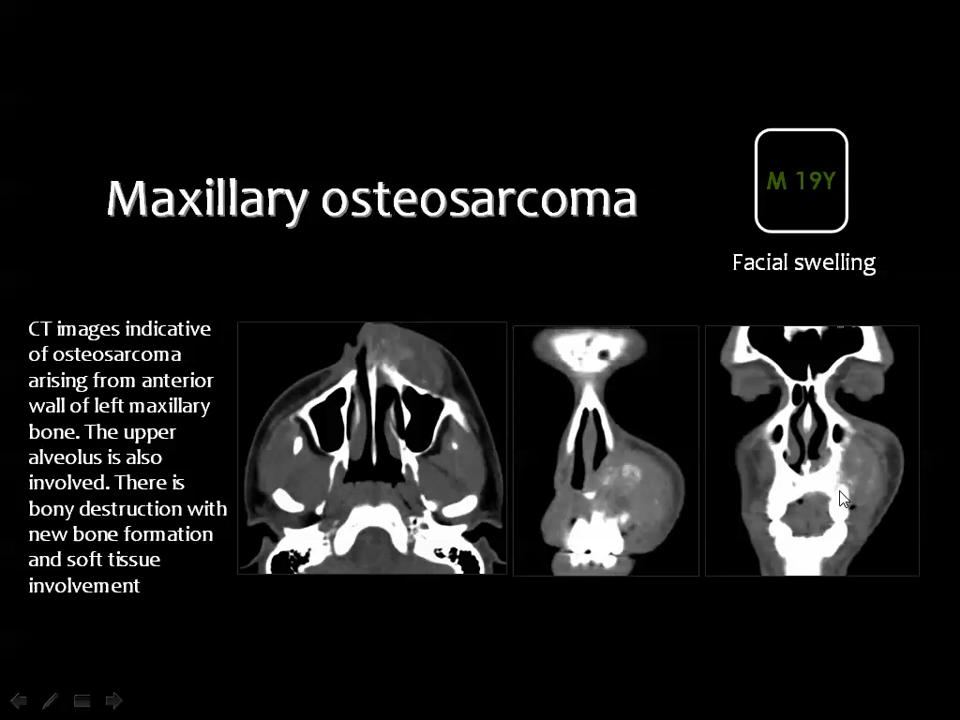 M 19Y
Maxillary osteosarcoma
Facial swelling
CT images indicative
of osteosarcoma
arising from anterior
wall of left maxillary
bone. The upper
alveolus is also
involved. There is
bony destruction with
new bone formation
and soft tissue
involvement